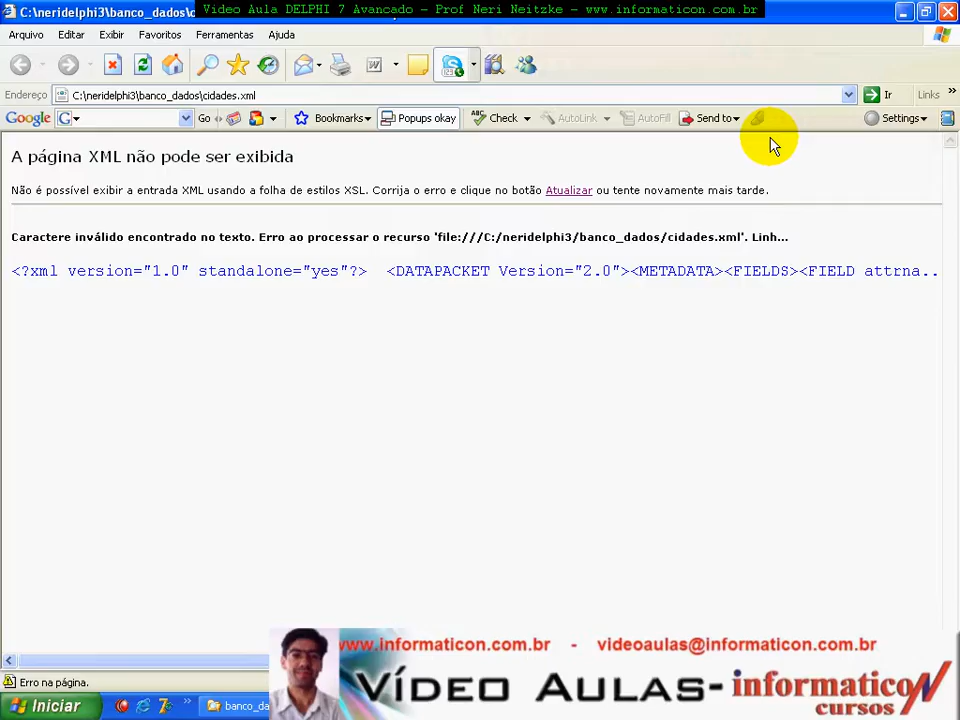 C:\neridelphi3\banco_dados\c
Video Aula DELPHI 7 Avancado - Prof Neri Neitzke - www.informaticon.com.br
Arquivo Editar Exibir Favoritos Ferramentas Ajuda
Endereço C:\neridelphi3\banco_dados\cidades.xml Ir Links »
Google G Go Bookmarks Popups okay Check AutoLink AutoFill Send to Settings
A página XML não pode ser exibida
Não é possível exibir a entrada XML usando a folha de estilos XSL. Corrija o erro e clique no botão Atualizar ou tente novamente mais tarde.
Caractere inválido encontrado no texto. Erro ao processar o recurso 'file:///C:/neridelphi3/banco_dados/cidades.xml'. Linh...
<?xml version="1.0" standalone="yes"?> <DATAPACKET Version="2.0"><METADATA><FIELDS><FIELD attrna..
www.informaticon.com.br - videoaulas@informaticon.com.br
VÍDEO AULAS- informaticon
cursos
Erro na página.
Iniciar » banco_da